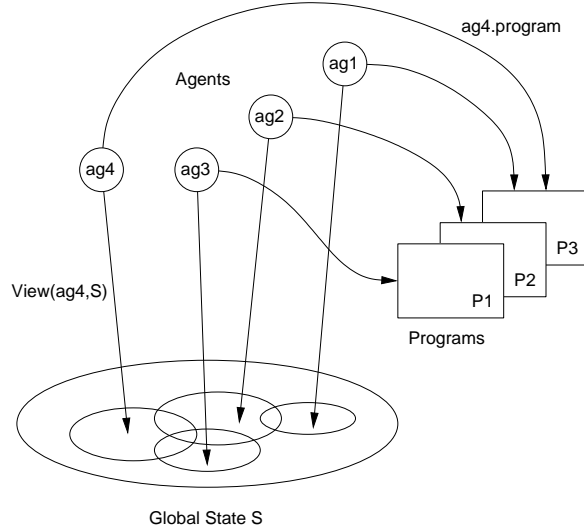 ag4.program
ag1
Agents
ag2
ag4
ag3
P3
P2
View(ag4,S)
P1
Programs
Global State S